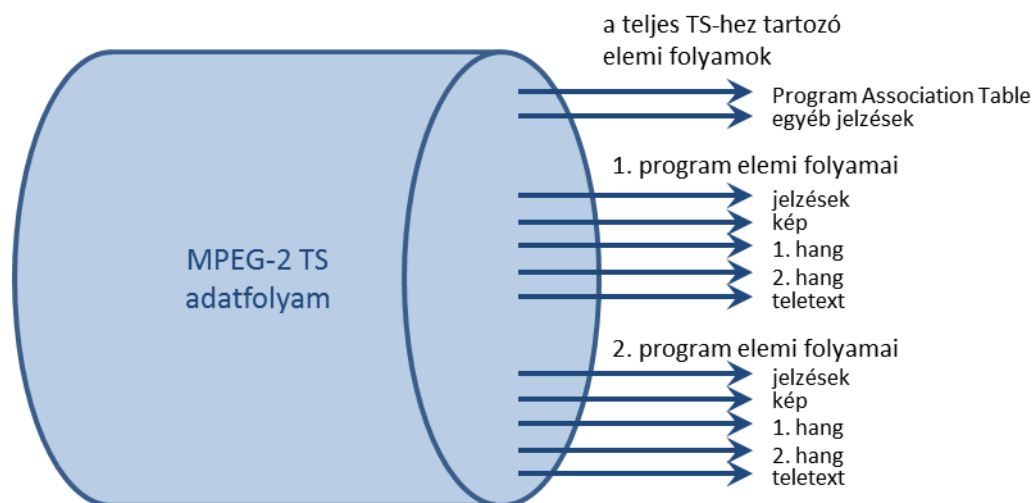 a teljes TS-hez tartozó
elemi folyamok
Program Association Table
egyéb jelzések
1. program elemi folyamai
jelzések
kép
1. hang
2. hang
teletext
MPEG-2 TS
adatfolyam
2. program elemi folyamai
jelzések
kép
1. hang
2. hang
teletext